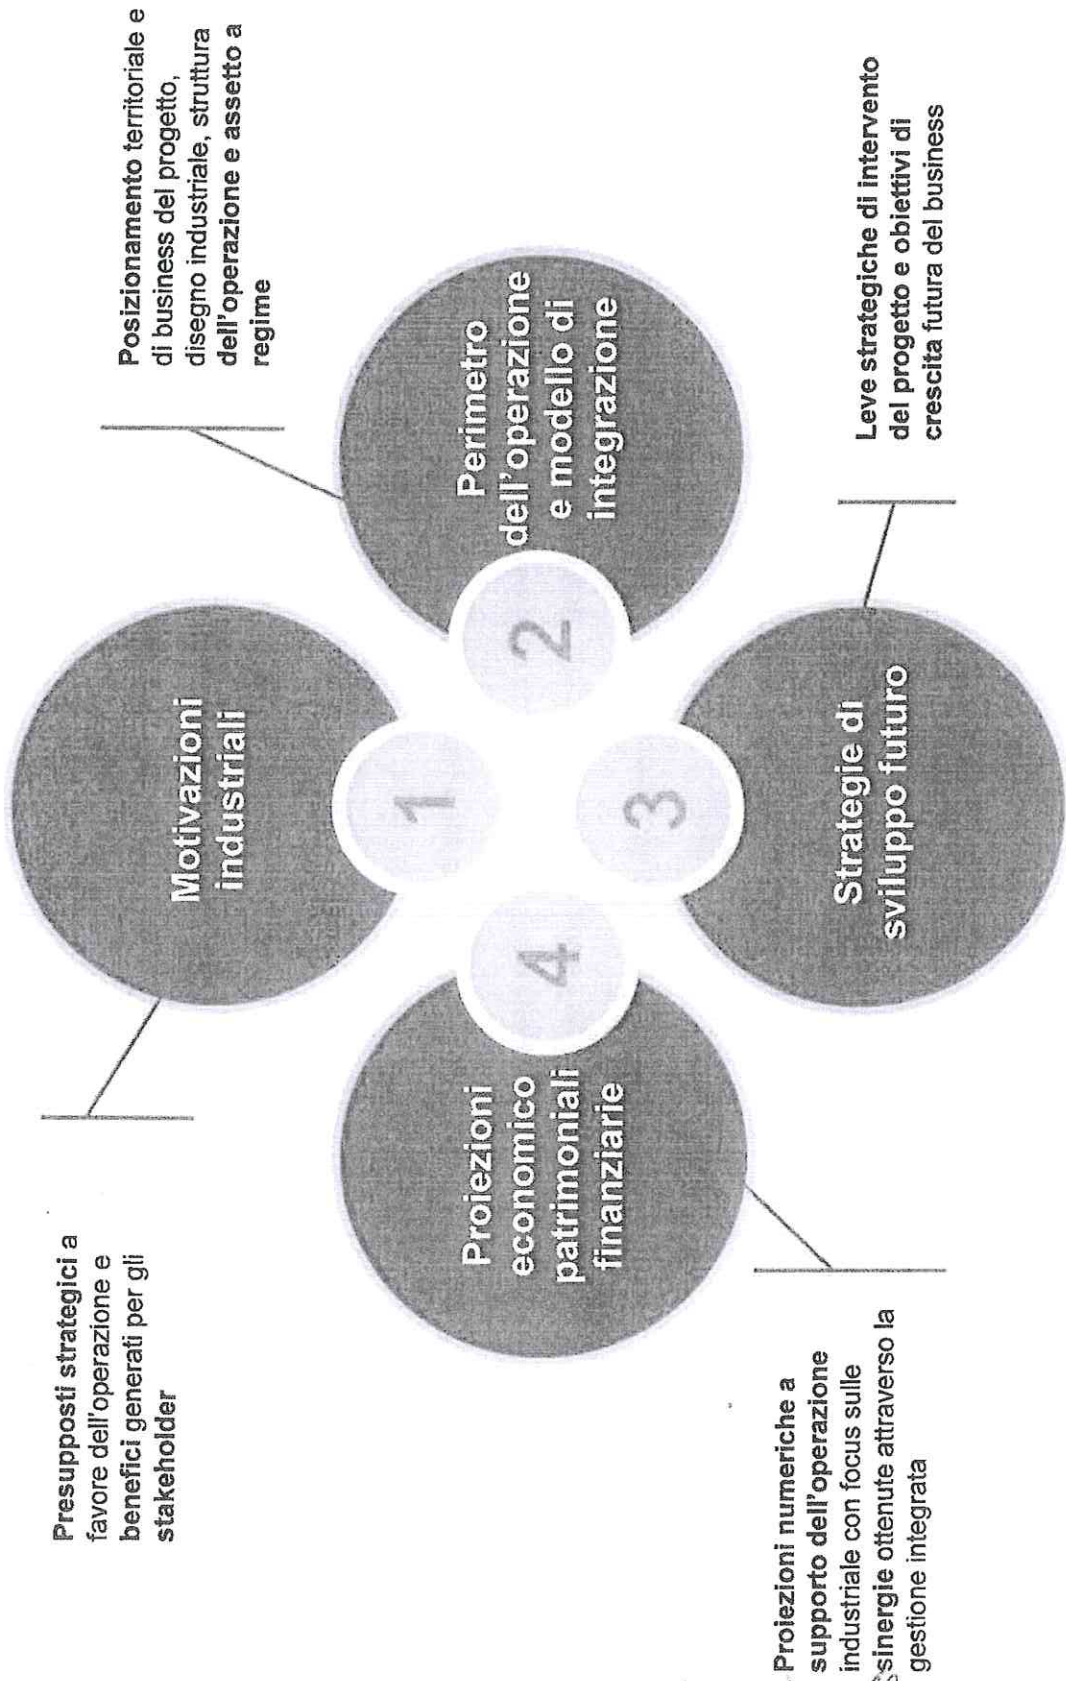 Presupposti strategici a
favore dell'operazione e
benefici generati per gli
stakeholder
Motivazioni
industriali
1
Posizionamento territoriale e
di business del progetto,
disegno industriale, struttura
dell'operazione e assetto a
regime
Perimetro
dell'operazione
e modello di
integrazione
2
Leve strategiche di intervento
del progetto e obiettivi di
crescita futura del business
Strategie di
sviluppo futuro
3
Proiezioni numeriche a
supporto dell'operazione
industriale con focus sulle
sinergie ottenute attraverso la
gestione integrata
Proiezioni
economico
patrimoniali
finanziarie
4